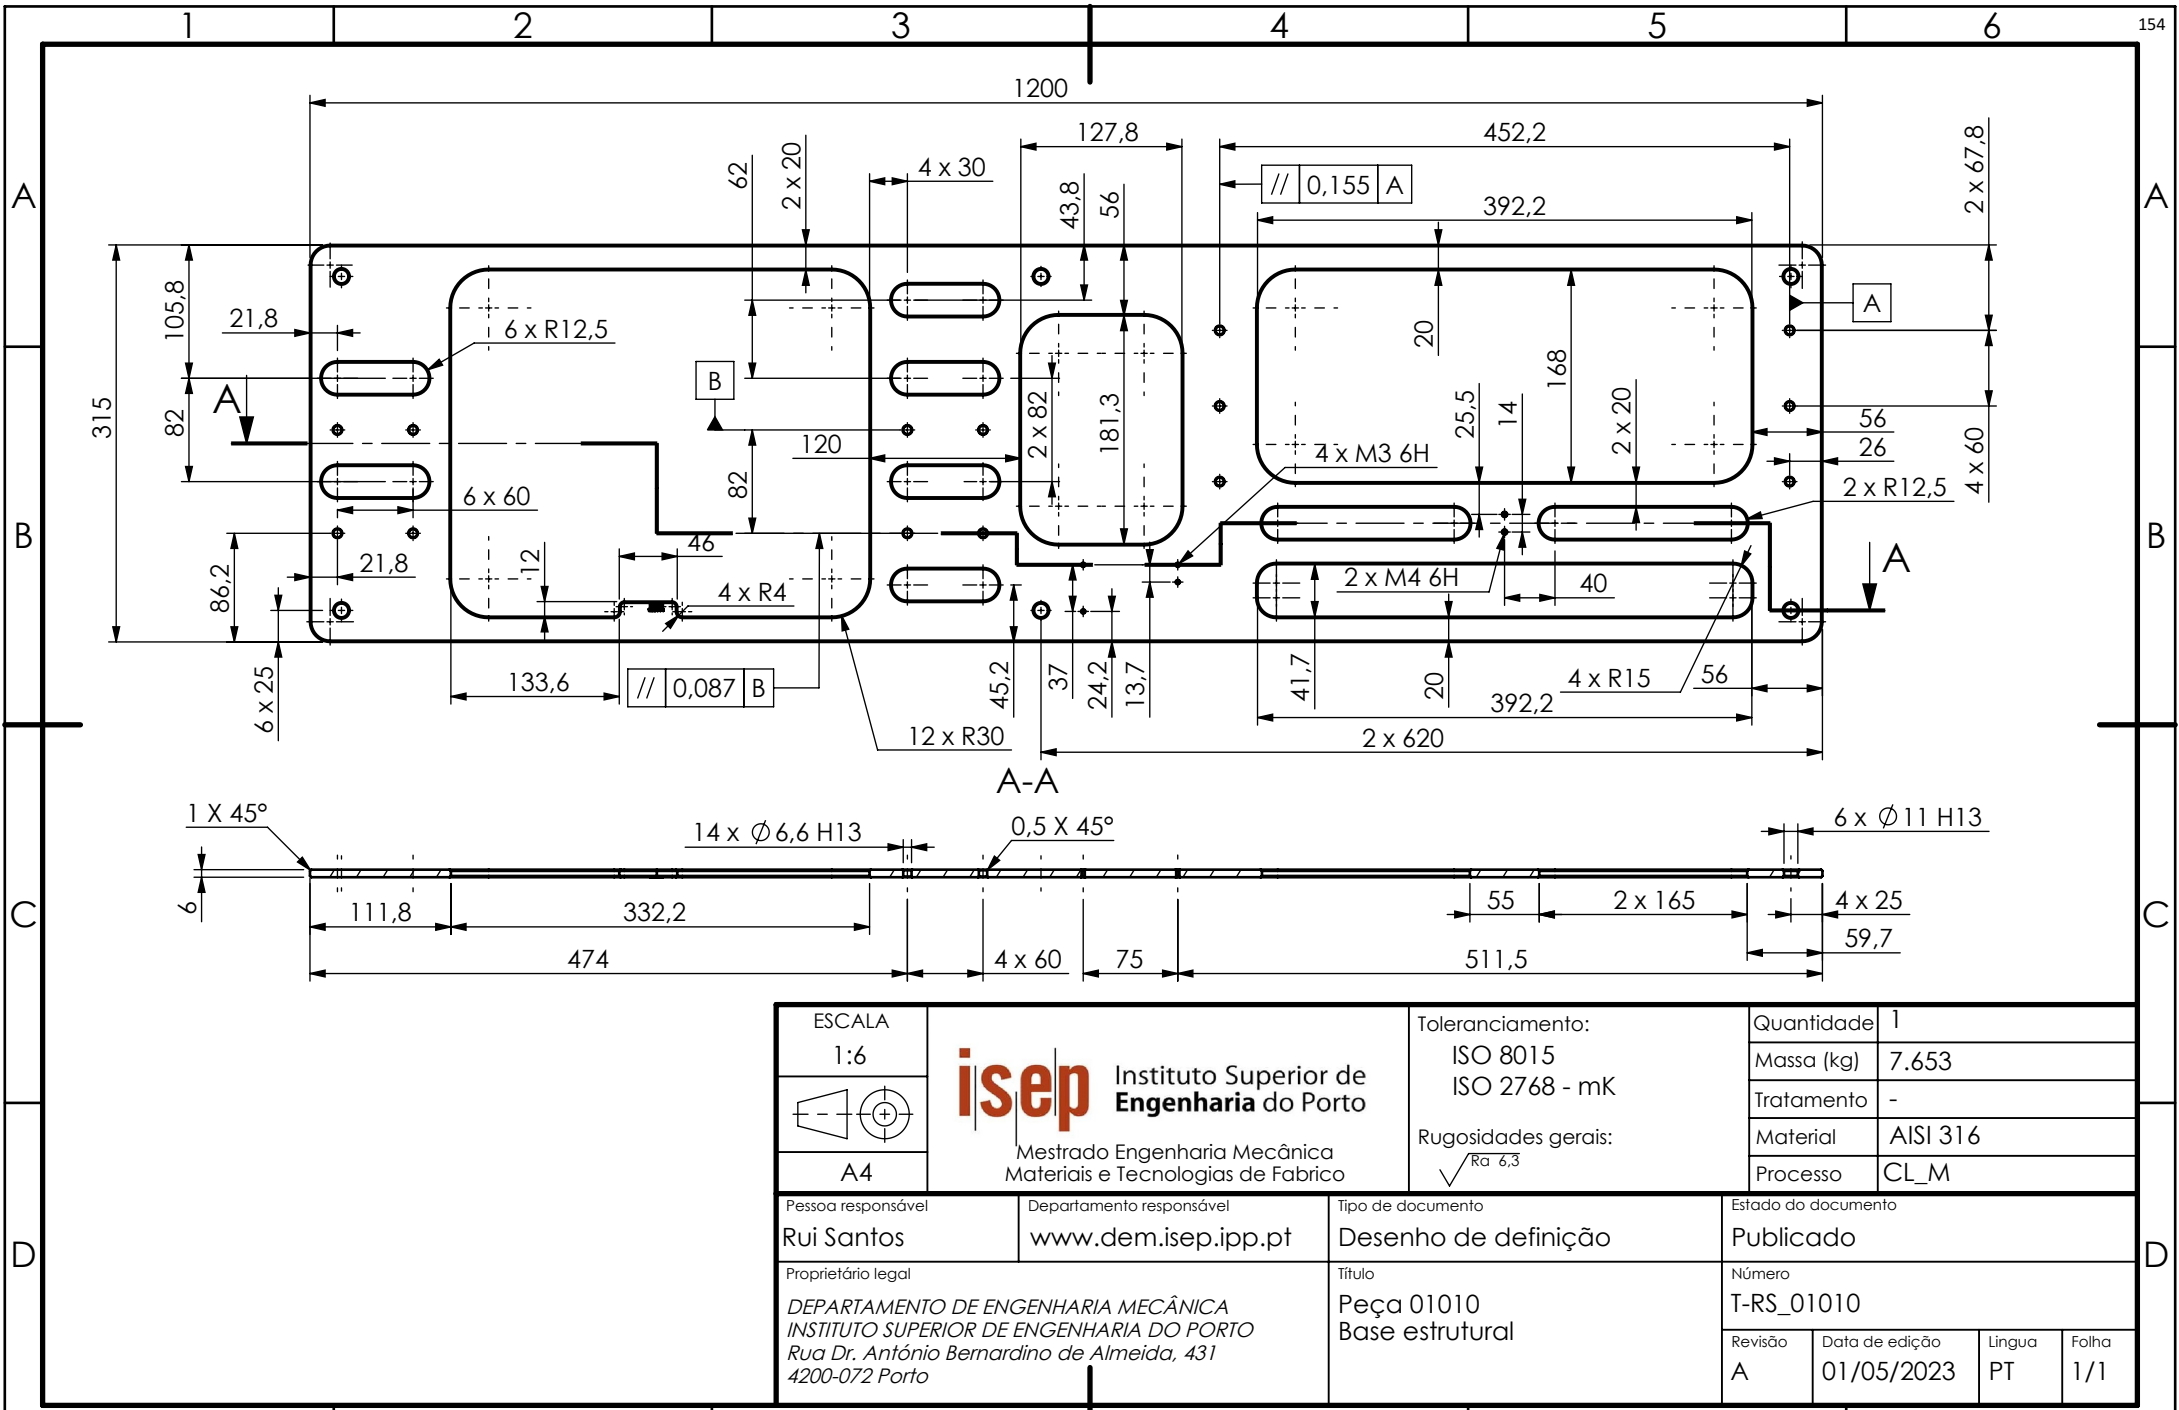 1 2 3 4 5 6 154
1200
127,8 452,2
62 2 x 20 4 x 30 43,8 56 // 0,155 A 392,2 2 x 67,8
A A
105,8 21,8 6 x R12,5 20 168 A
315 82 A B 2 x 82 181,3 25,5 14 2 x 20 56
120 4 x M3 6H 26 4 x 60
6 x 60 82 2 x R12,5
B B
86,2 21,8 12 46 4 x R4 2 x M4 6H 40 A
6 x 25 133,6 // 0,087 B 45,2 37 24,2 13,7 41,7 20 4 x R15 56
392,2
12 x R30 2 x 620
A-A
1 X 45° 14 x ∅6,6 H13 0,5 X 45° 6 x ∅11 H13
6
C C
111,8 332,2 55 2 x 165 4 x 25
59,7
474 4 x 60 75 511,5
ESCALA
1:6
A4
isep
Instituto Superior de
Engenharia do Porto
Mestrado Engenharia Mecânica
Materiais e Tecnologias de Fabrico
Toleranciamento:
ISO 8015
ISO 2768 - mK
Rugosidades gerais:
Ra 6,3
Quantidade 1
Massa (kg) 7.653
Tratamento -
Material AISI 316
Processo CL_M
D D
Pessoa responsável
Rui Santos
Departamento responsável
www.dem.isep.ipp.pt
Tipo de documento
Desenho de definição
Estado do documento
Publicado
Proprietário legal
DEPARTAMENTO DE ENGENHARIA MECÂNICA
INSTITUTO SUPERIOR DE ENGENHARIA DO PORTO
Rua Dr. António Bernardino de Almeida, 431
4200-072 Porto
Título
Peça 01010
Base estrutural
Número
T-RS_01010
Revisão
A
Data de edição
01/05/2023
Lingua
PT
Folha
1/1